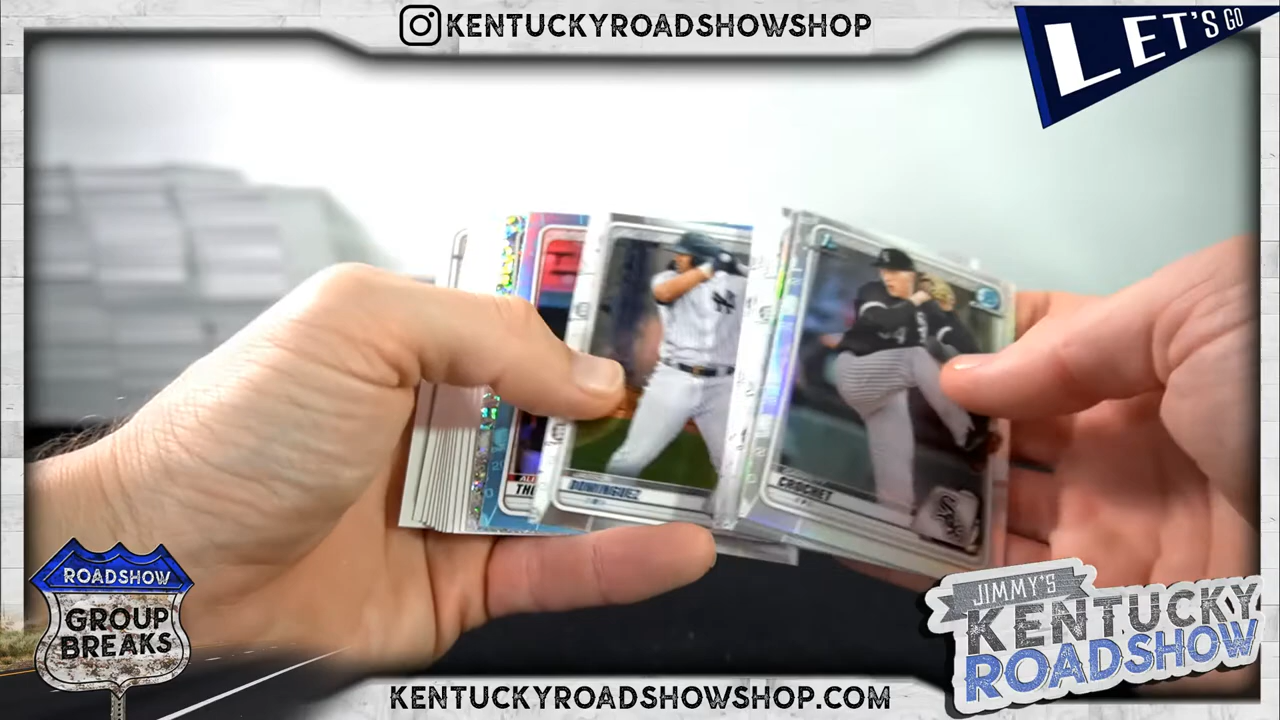 KENTUCKYROADSHOWSHOP
LET'S GO
DOMINGUEZ
CROCHET
ROADSHOW
GROUP
BREAKS
JIMMY'S
KENTUCKY
ROADSHOW
KENTUCKYROADSHOWSHOP.COM